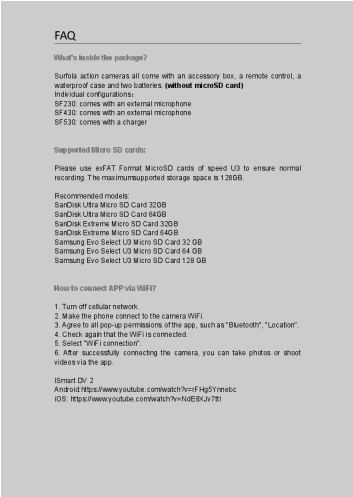 FAQ
What's inside the package?
Surfola action cameras all come with an accessory box, a remote control, a
waterproof case and two batteries. (without microSD card)
Individual configurations:
SF230: comes with an external microphone
SF430: comes with an external microphone
SF530: comes with a charger
Supported Micro SD cards:
Please use exFAT Format MicroSD cards of speed U3 to ensure normal
recording. The maximumsupported storage space is 128GB.
Recommended models:
SanDisk Ultra Micro SD Card 32GB
SanDisk Ultra Micro SD Card 64GB
SanDisk Extreme Micro SD Card 32GB
SanDisk Extreme Micro SD Card 64GB
Samsung Evo Select U3 Micro SD Card 32 GB
Samsung Evo Select U3 Micro SD Card 64 GB
Samsung Evo Select U3 Micro SD Card 128 GB
How to connect APP via WiFi?
1. Turn off cellular network.
2. Make the phone connect to the camera WiFi.
3. Agree to all pop-up permissions of the app, such as "Bluetooth", "Location".
4. Check again that the WiFi is connected.
5. Select "WiFi connection".
6. After successfully connecting the camera, you can take photos or shoot
videos via the app.
ISmart DV 2
Android:https://www.youtube.com/watch?v=rFHg5Ynnebc
iOS: https://www.youtube.com/watch?v=NdE8XJv7ttI